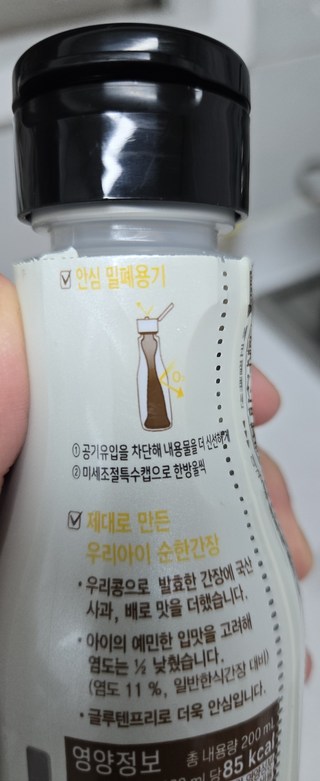 안심 밀폐용기
O₂
① 공기유입을 차단해 내용물을 더 신선하게
② 미세조절특수캡으로 한방울씩
제대로 만든
우리아이 순한간장
• 우리콩으로 발효한 간장에 국산
사과, 배로 맛을 더했습니다.
• 아이의 예민한 입맛을 고려해
염도는 ½ 낮췄습니다.
(염도 11 %, 일반한식간장 대비)
• 글루텐프리로 더욱 안심입니다.
영양정보 총 내용량 200 mL
당 85 kcal